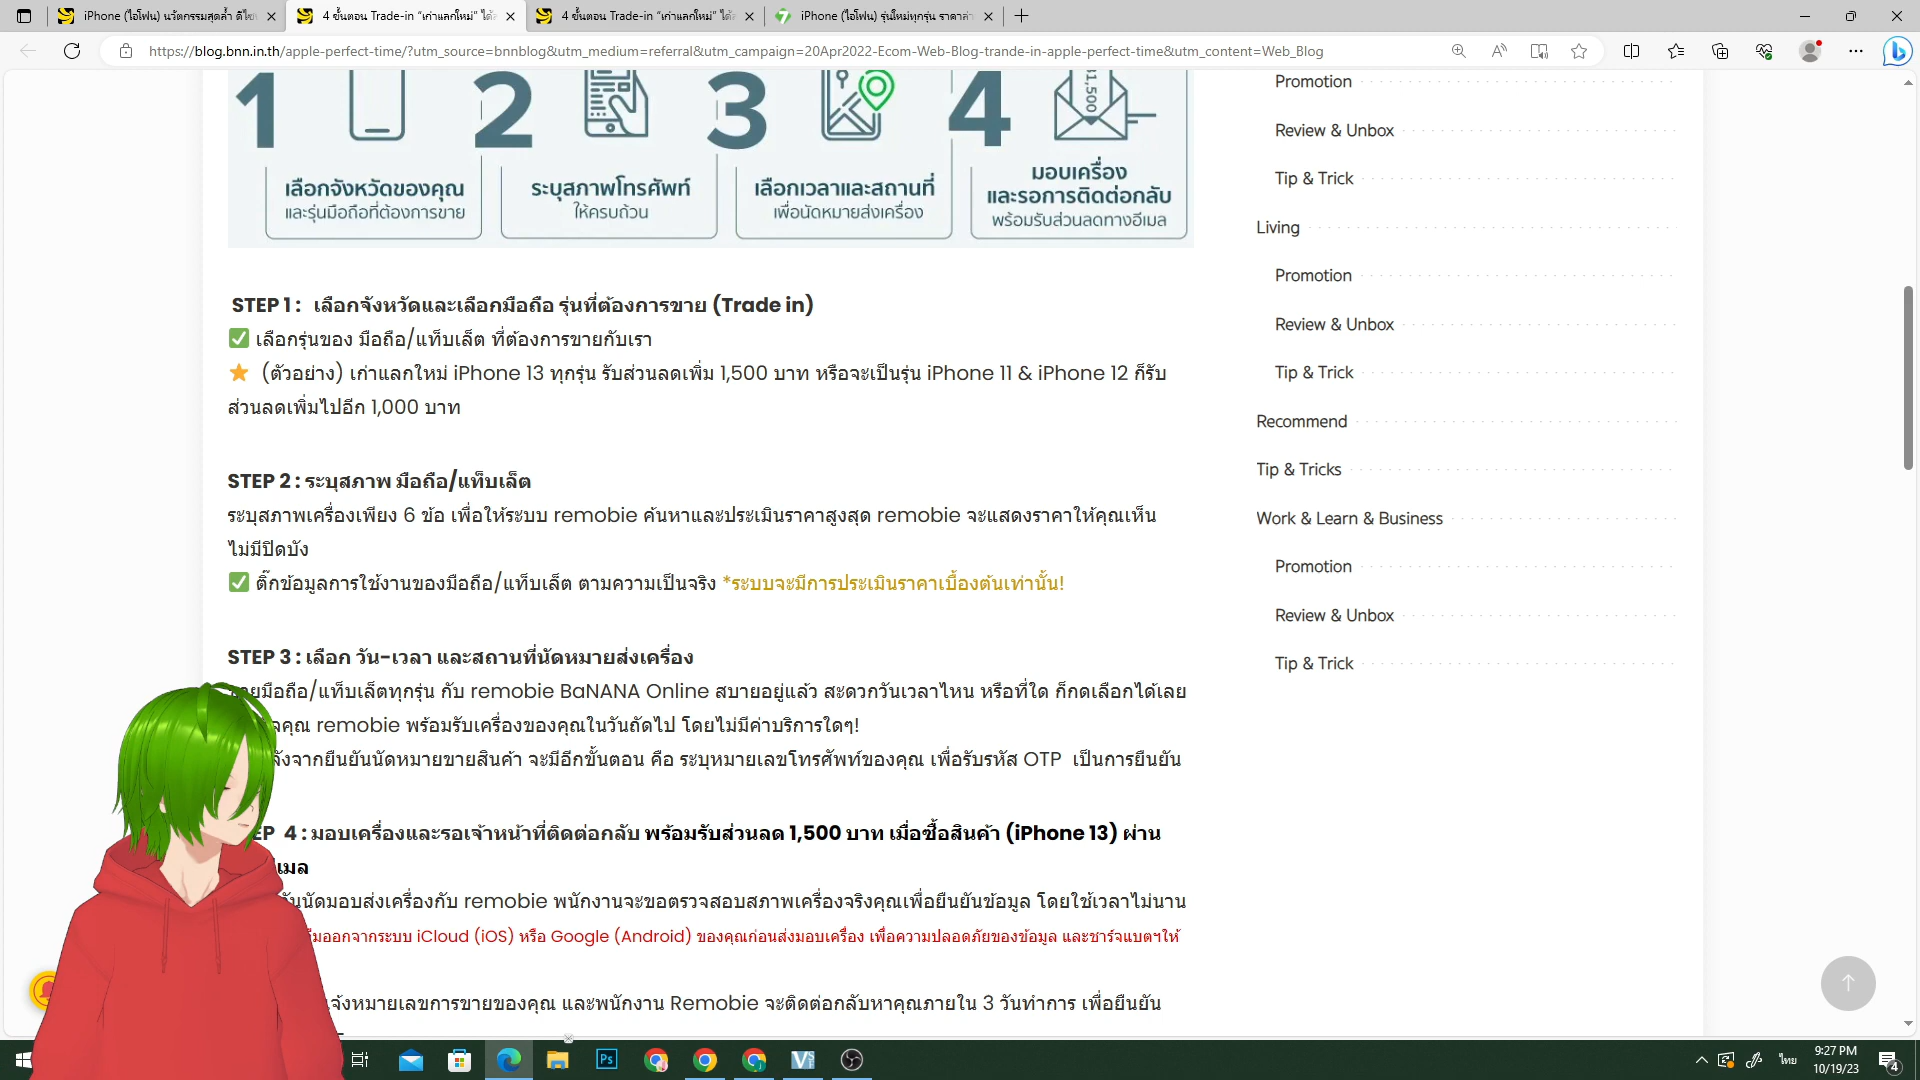 iPhone (ไอโฟน) นวัตกรรมสุดล้ำ ดีไซ
4 ขั้นตอน Trade-in "เก่าแลกใหม่" ได้
4 ขั้นตอน Trade-in "เก่าแลกใหม่" ได้
iPhone (ไอโฟน) รุ่นใหม่ทุกรุ่น ราคาล่า
https://blog.bnn.in.th/apple-perfect-time/?utm_source=bnnblog&utm_medium=referral&utm_campaign=20Apr2022-Ecom-Web-Blog-trande-in-apple-perfect-time&utm_content=Web_Blog
1
2
3
4
1,500
เลือกจังหวัดของคุณ
และรุ่นมือถือที่ต้องการขาย
ระบุสภาพโทรศัพท์
ให้ครบถ้วน
เลือกเวลาและสถานที่
เพื่อนัดหมายส่งเครื่อง
มอบเครื่อง
และรอการติดต่อกลับ
พร้อมรับส่วนลดทางอีเมล
STEP 1 : เลือกจังหวัดและเลือกมือถือ รุ่นที่ต้องการขาย (Trade in)
✅ เลือกรุ่นของ มือถือ/แท็บเล็ต ที่ต้องการขายกับเรา
⭐ (ตัวอย่าง) เก่าแลกใหม่ iPhone 13 ทุกรุ่น รับส่วนลดเพิ่ม 1,500 บาท หรือจะเป็นรุ่น iPhone 11 & iPhone 12 ก็รับ
ส่วนลดเพิ่มไปอีก 1,000 บาท
STEP 2 : ระบุสภาพ มือถือ/แท็บเล็ต
ระบุสภาพเครื่องเพียง 6 ข้อ เพื่อให้ระบบ remobie ค้นหาและประเมินราคาสูงสุด remobie จะแสดงราคาให้คุณเห็น
ไม่มีปิดบัง
✅ ติ๊กข้อมูลการใช้งานของมือถือ/แท็บเล็ต ตามความเป็นจริง *ระบบจะมีการประเมินราคาเบื้องต้นเท่านั้น!
STEP 3 : เลือก วัน-เวลา และสถานที่นัดหมายส่งเครื่อง
ขายมือถือ/แท็บเล็ตทุกรุ่น กับ remobie BaNANA Online สบายอยู่แล้ว สะดวกวันเวลาไหน หรือที่ใด ก็กดเลือกได้เลย
คุณ remobie พร้อมรับเครื่องของคุณในวันถัดไป โดยไม่มีค่าบริการใดๆ!
ังจากยืนยันนัดหมายขายสินค้า จะมีอีกขั้นตอน คือ ระบุหมายเลขโทรศัพท์ของคุณ เพื่อรับรหัส OTP เป็นการยืนยัน
EP 4 : มอบเครื่องและรอเจ้าหน้าที่ติดต่อกลับ พร้อมรับส่วนลด 1,500 บาท เมื่อซื้อสินค้า (iPhone 13) ผ่าน
เมล
ันนัดมอบส่งเครื่องกับ remobie พนักงานจะขอตรวจสอบสภาพเครื่องจริงคุณเพื่อยืนยันข้อมูล โดยใช้เวลาไม่นาน
ืมออกจากระบบ iCloud (iOS) หรือ Google (Android) ของคุณก่อนส่งมอบเครื่อง เพื่อความปลอดภัยของข้อมูล และชาร์จแบตฯให้
จ้งหมายเลขการขายของคุณ และพนักงาน Remobie จะติดต่อกลับหาคุณภายใน 3 วันทำการ เพื่อยืนยัน
Promotion
Review & Unbox
Tip & Trick
Living
Promotion
Review & Unbox
Tip & Trick
Recommend
Tip & Tricks
Work & Learn & Business
Promotion
Review & Unbox
Tip & Trick
Ps
ไทย
9:27 PM
10/19/23
4